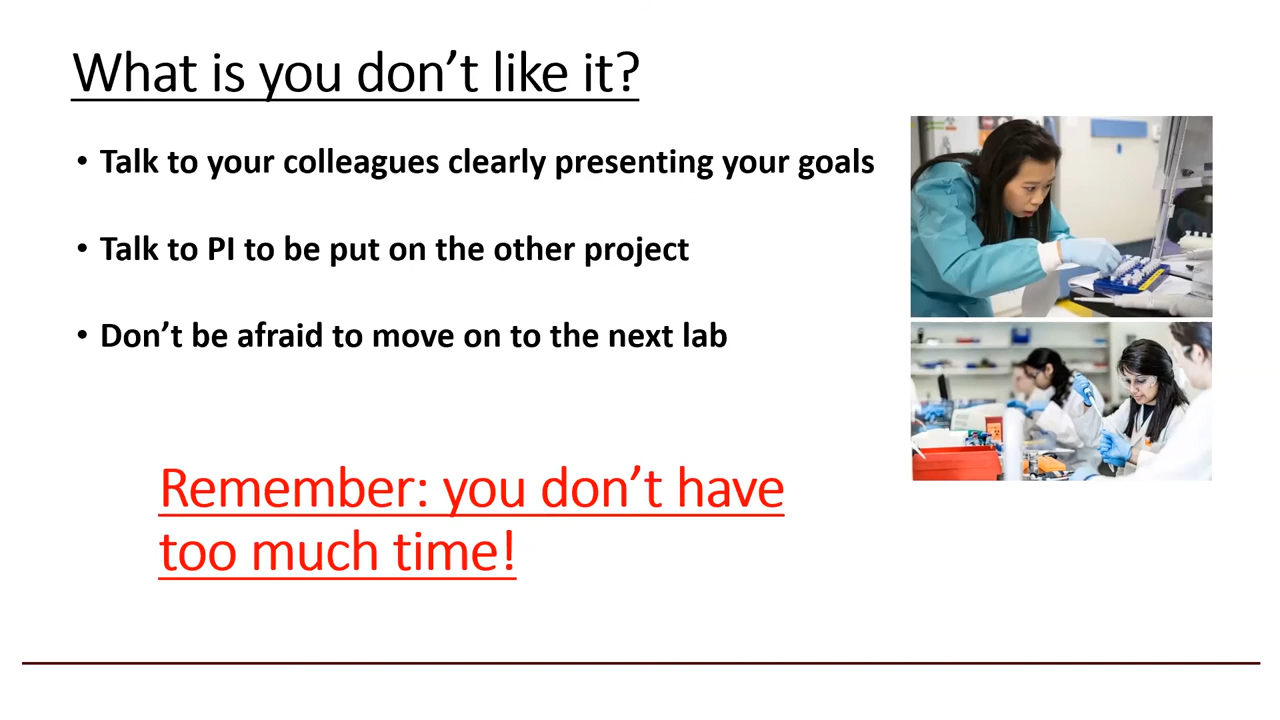 What is you don’t like it?
• Talk to your colleagues clearly presenting your goals
• Talk to PI to be put on the other project
• Don’t be afraid to move on to the next lab
Remember: you don’t have
too much time!